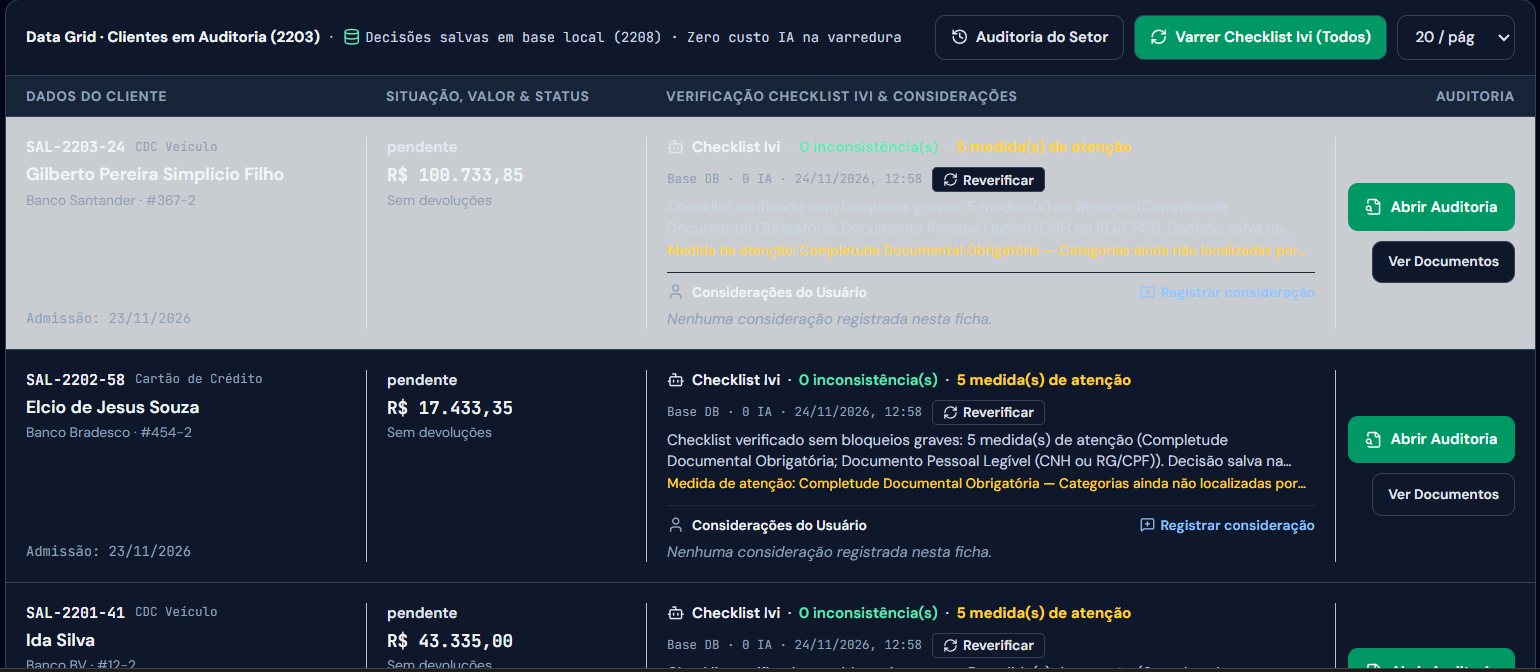 Data Grid · Clientes em Auditoria (2203) · Decisões salvas em base local (2208) · Zero custo IA na varredura
Auditoria do Setor
Varrer Checklist Ivi (Todos)
20 / pág
DADOS DO CLIENTE
SITUAÇÃO, VALOR & STATUS
VERIFICAÇÃO CHECKLIST IVI & CONSIDERAÇÕES
AUDITORIA
SAL-2203-24 CDC Veículo
Gilberto Pereira Simplicio Filho
Banco Santander · #367-2
Admissão: 23/11/2026
pendente
R$ 100.733,85
Sem devoluções
Checklist Ivi · 0 inconsistência(s) · 5 medida(s) de atenção
Base DB · 0 IA · 24/11/2026, 12:58 Reverificar
Checklist verificado sem bloqueios graves: 5 medida(s) de atenção (Completude
Documental Obrigatória; Documento Pessoal Legível (CNH ou RG/CPF)). Decisão salva na...
Medida de atenção: Completude Documental Obrigatória — Categorias ainda não localizadas por...
Considerações do Usuário
Registrar consideração
Nenhuma consideração registrada nesta ficha.
Abrir Auditoria
Ver Documentos
SAL-2202-58 Cartão de Crédito
Elcio de Jesus Souza
Banco Bradesco · #454-2
Admissão: 23/11/2026
pendente
R$ 17.433,35
Sem devoluções
Checklist Ivi · 0 inconsistência(s) · 5 medida(s) de atenção
Base DB · 0 IA · 24/11/2026, 12:58 Reverificar
Checklist verificado sem bloqueios graves: 5 medida(s) de atenção (Completude
Documental Obrigatória; Documento Pessoal Legível (CNH ou RG/CPF)). Decisão salva na...
Medida de atenção: Completude Documental Obrigatória — Categorias ainda não localizadas por...
Considerações do Usuário
Registrar consideração
Nenhuma consideração registrada nesta ficha.
Abrir Auditoria
Ver Documentos
SAL-2201-41 CDC Veículo
Ida Silva
Banco BV · #12-2
pendente
R$ 43.335,00
Sem devoluções
Checklist Ivi · 0 inconsistência(s) · 5 medida(s) de atenção
Base DB · 0 IA · 24/11/2026, 12:58 Reverificar